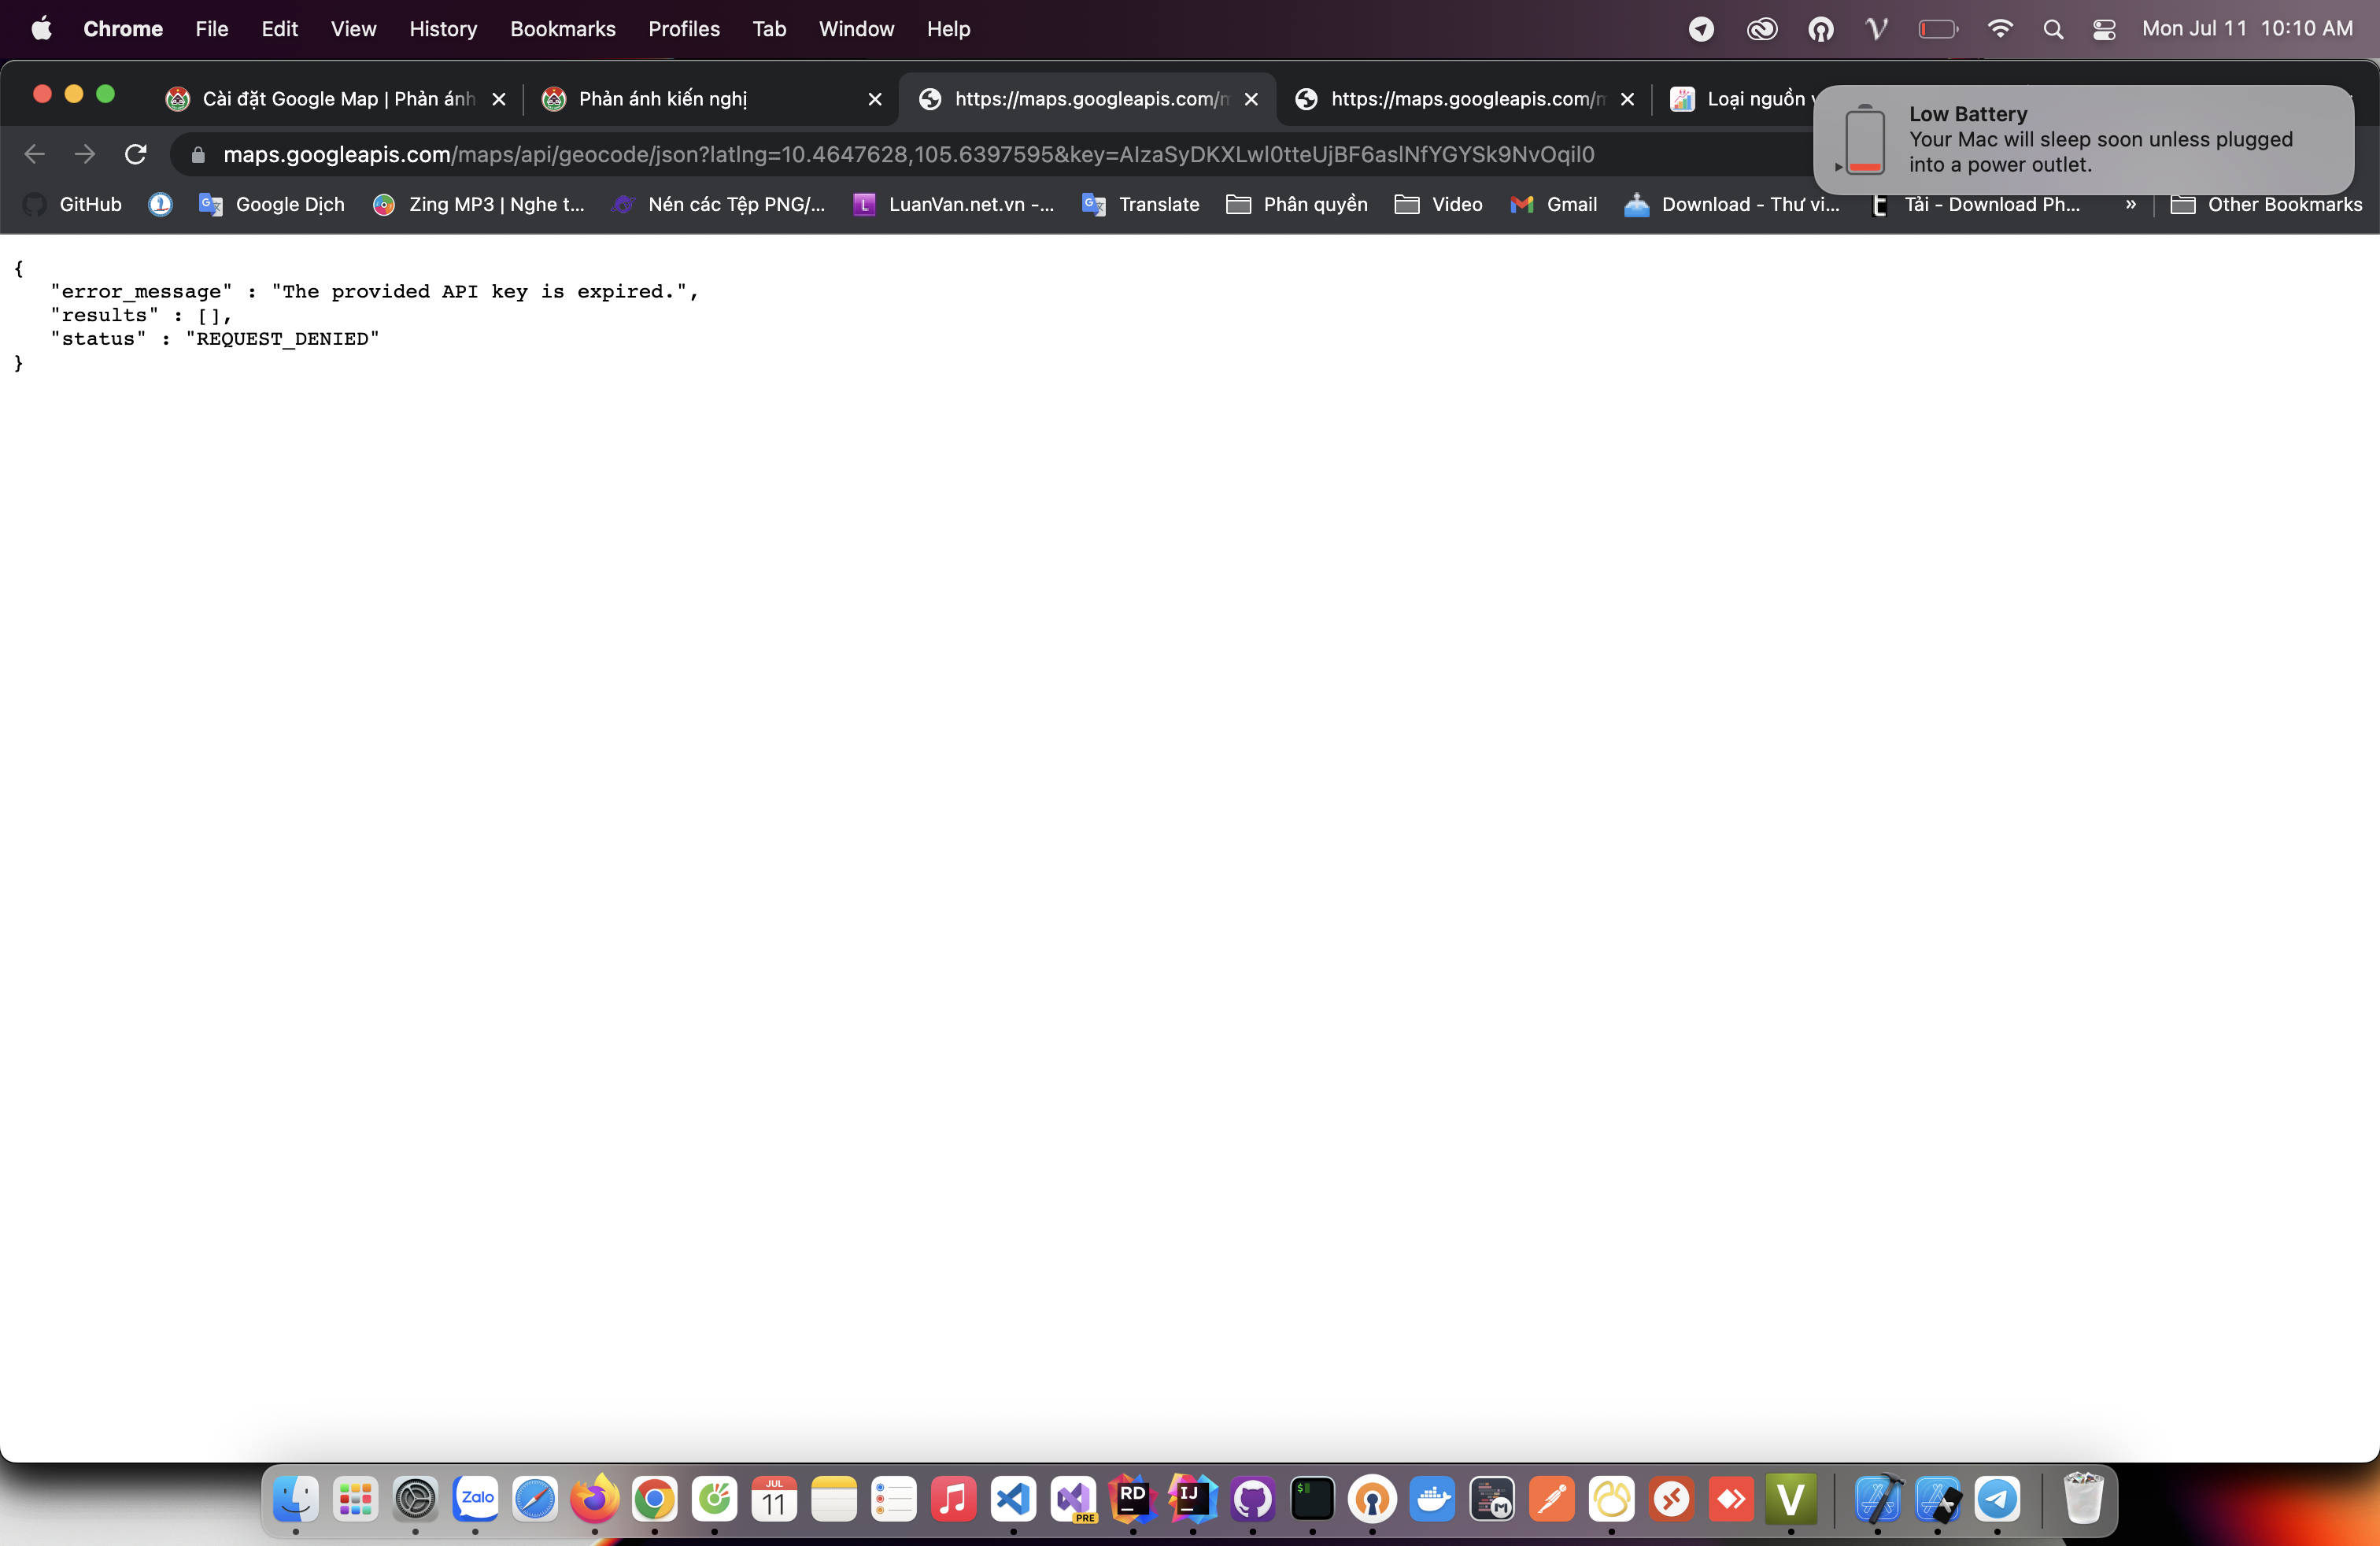 Chrome File Edit View History Bookmarks Profiles Tab Window Help Mon Jul 11 10:10 AM
Cài đặt Google Map | Phản ánh
Phản ánh kiến nghị
https://maps.googleapis.com/m
https://maps.googleapis.com/m
Loại nguồn v
Low Battery
Your Mac will sleep soon unless plugged
into a power outlet.
maps.googleapis.com/maps/api/geocode/json?latlng=10.4647628,105.6397595&key=AIzaSyDKXLwl0tteUjBF6aslNfYGYSk9NvOqil0
GitHub Google Dịch Zing MP3 | Nghe t... Nén các Tệp PNG/... LuanVan.net.vn -... Translate Phân quyền Video Gmail Download - Thư vi... Tải - Download Ph... » Other Bookmarks
{
"error_message" : "The provided API key is expired.",
"results" : [],
"status" : "REQUEST_DENIED"
}
Zalo
JUL
11
PRE
RD
IJ
$
M
V